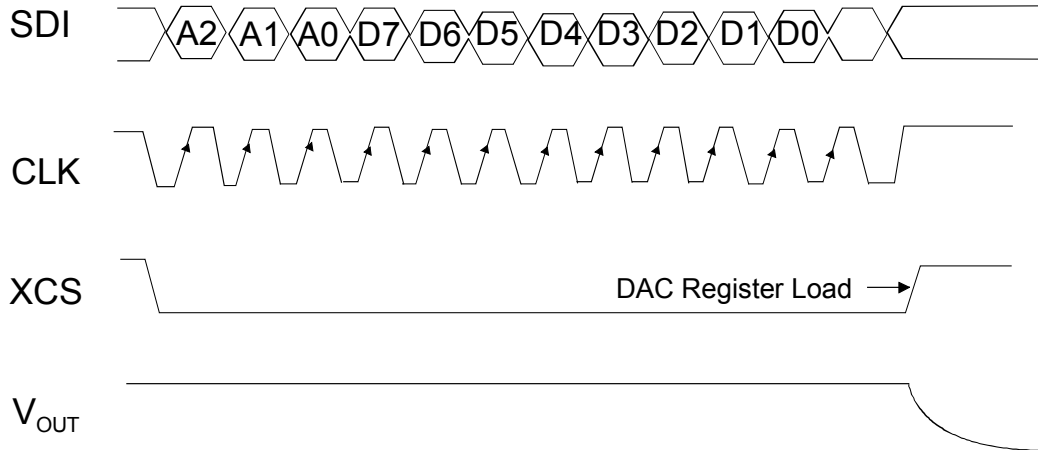 SDI A2 A1 A0 D7 D6 D5 D4 D3 D2 D1 D0
CLK
XCS DAC Register Load
VOUT